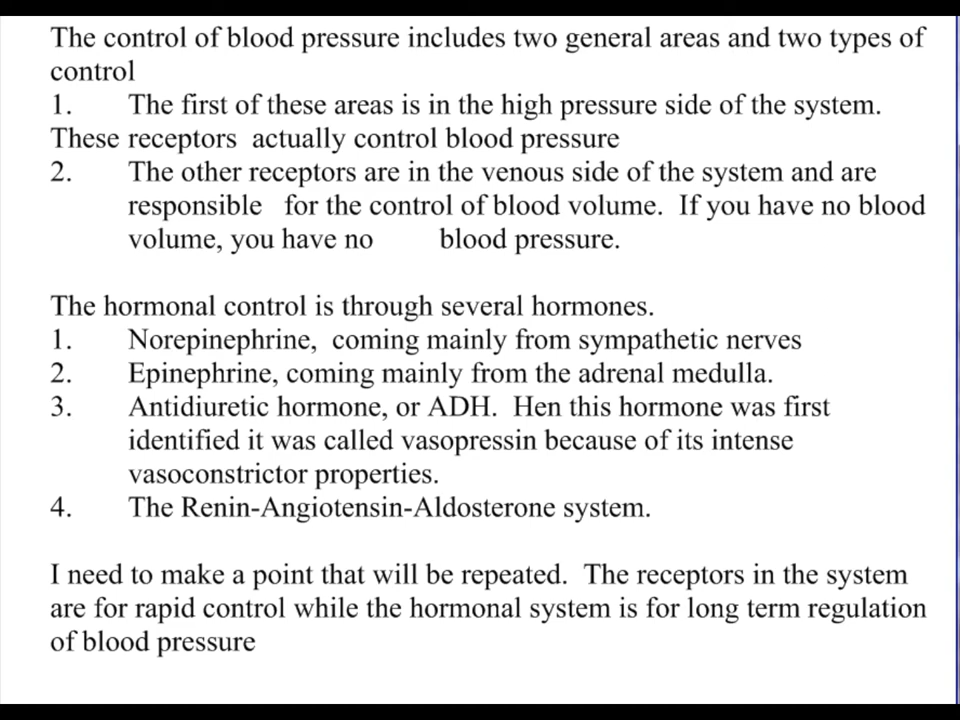 The control of blood pressure includes two general areas and two types of
control
1. The first of these areas is in the high pressure side of the system.
These receptors actually control blood pressure
2. The other receptors are in the venous side of the system and are
responsible for the control of blood volume. If you have no blood
volume, you have no blood pressure.
The hormonal control is through several hormones.
1. Norepinephrine, coming mainly from sympathetic nerves
2. Epinephrine, coming mainly from the adrenal medulla.
3. Antidiuretic hormone, or ADH. Hen this hormone was first
identified it was called vasopressin because of its intense
vasoconstrictor properties.
4. The Renin-Angiotensin-Aldosterone system.
I need to make a point that will be repeated. The receptors in the system
are for rapid control while the hormonal system is for long term regulation
of blood pressure